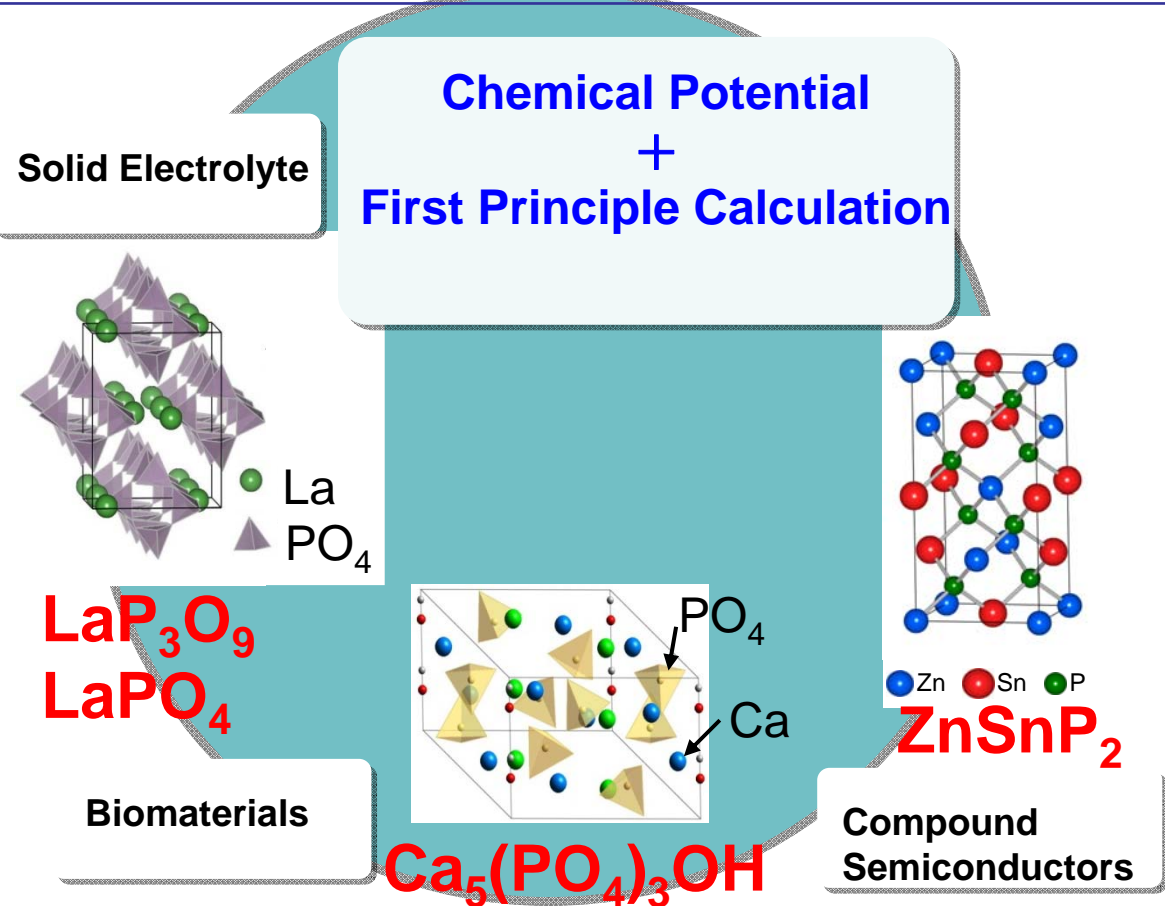 Chemical Potential
+
First Principle Calculation
Solid Electrolyte
La
PO₄
LaP₃O₉
LaPO₄
PO₄
Ca
Zn Sn P
ZnSnP₂
Biomaterials
Ca₅(PO₄)₃OH
Compound
Semiconductors